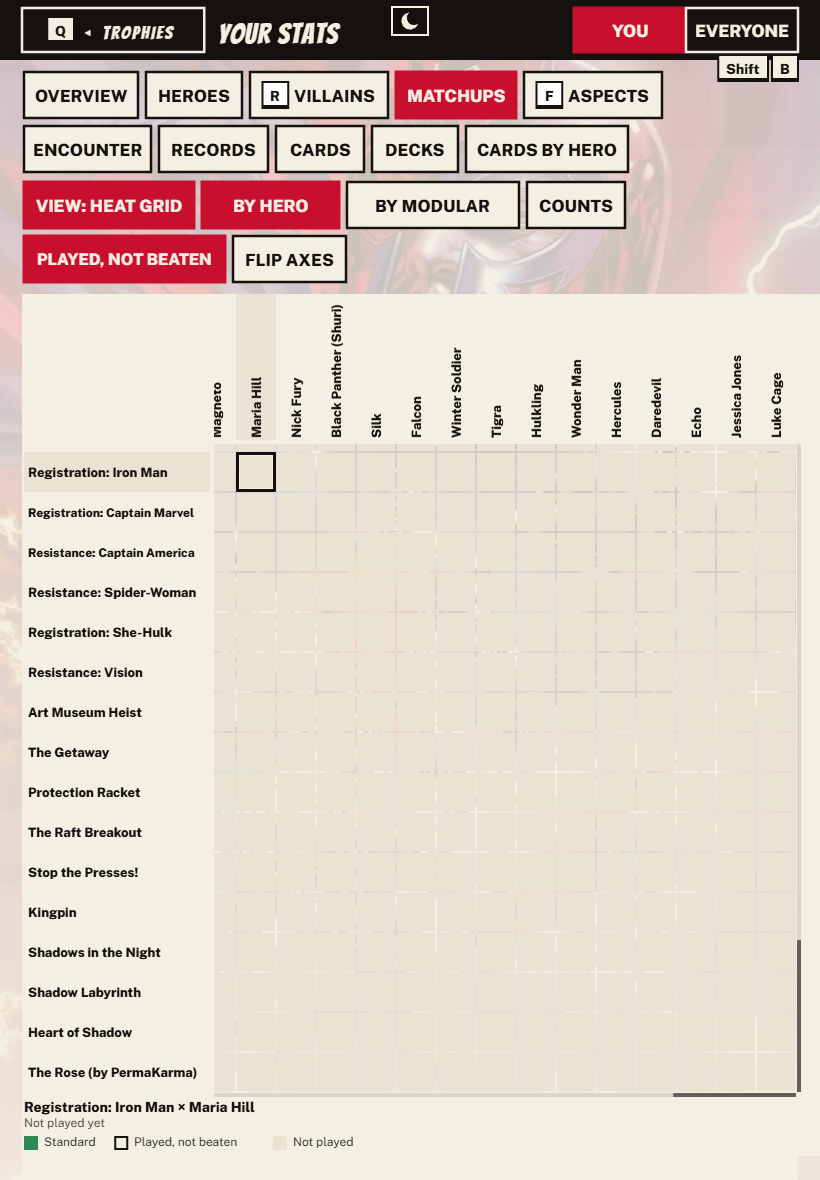 Q ◄ TROPHIES YOUR STATS YOU EVERYONE
Shift B
OVERVIEW HEROES R VILLAINS MATCHUPS F ASPECTS
ENCOUNTER RECORDS CARDS DECKS CARDS BY HERO
VIEW: HEAT GRID BY HERO BY MODULAR COUNTS
PLAYED, NOT BEATEN FLIP AXES
Magneto
Maria Hill
Nick Fury
Black Panther (Shuri)
Silk
Falcon
Winter Soldier
Tigra
Hulkling
Wonder Man
Hercules
Daredevil
Echo
Jessica Jones
Luke Cage
Registration: Iron Man
Registration: Captain Marvel
Resistance: Captain America
Resistance: Spider-Woman
Registration: She-Hulk
Resistance: Vision
Art Museum Heist
The Getaway
Protection Racket
The Raft Breakout
Stop the Presses!
Kingpin
Shadows in the Night
Shadow Labyrinth
Heart of Shadow
The Rose (by PermaKarma)
Registration: Iron Man × Maria Hill
Not played yet
Standard Played, not beaten Not played